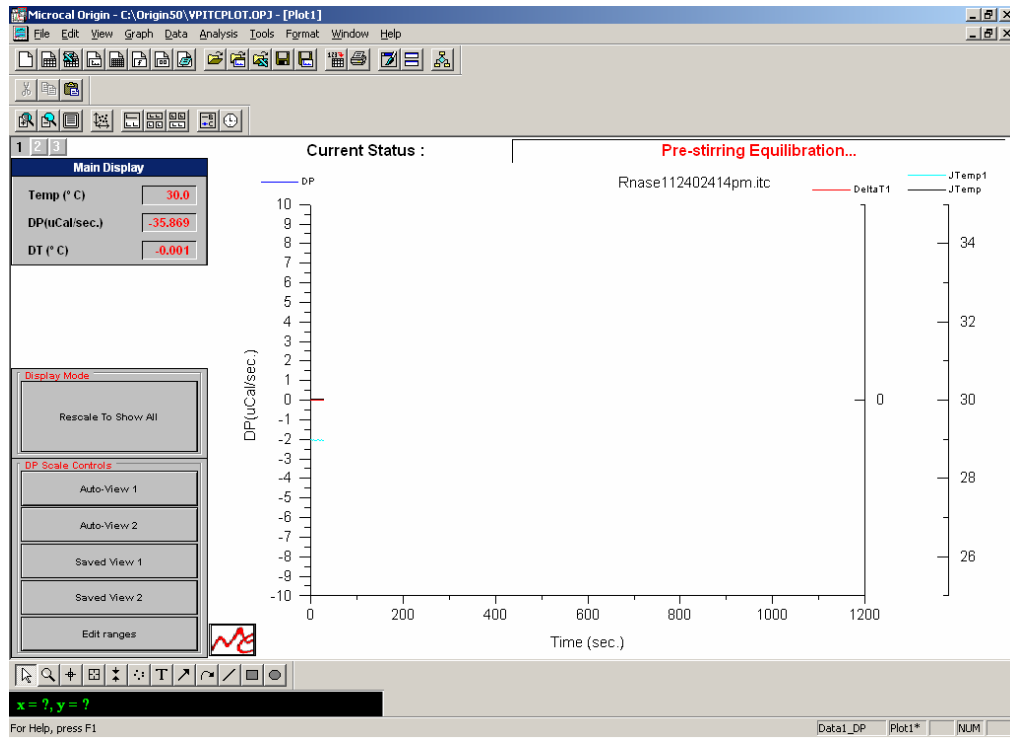 Microcal Origin - C:\Origin50\VPITCPLOT.OPJ - [Plot1]
File Edit View Graph Data Analysis Tools Format Window Help
1 2 3
Main Display
Temp (° C) 30.0
DP(uCal/sec.) -35.869
DT (° C) -0.001
Display Mode
Rescale To Show All
DP Scale Controls
Auto-View 1
Auto-View 2
Saved View 1
Saved View 2
Edit ranges
Current Status :
Pre-stirring Equilibration...
DP
Rnase112402414pm.itc
DeltaT1
JTemp1
JTemp
DP(uCal/sec.)
10
9
8
7
6
5
4
3
2
1
0
-1
-2
-3
-4
-5
-6
-7
-8
-9
-10
0 200 400 600 800 1000 1200
Time (sec.)
0
34
32
30
28
26
T
x = ?, y = ?
For Help, press F1
Data1_DP Plot1* NUM